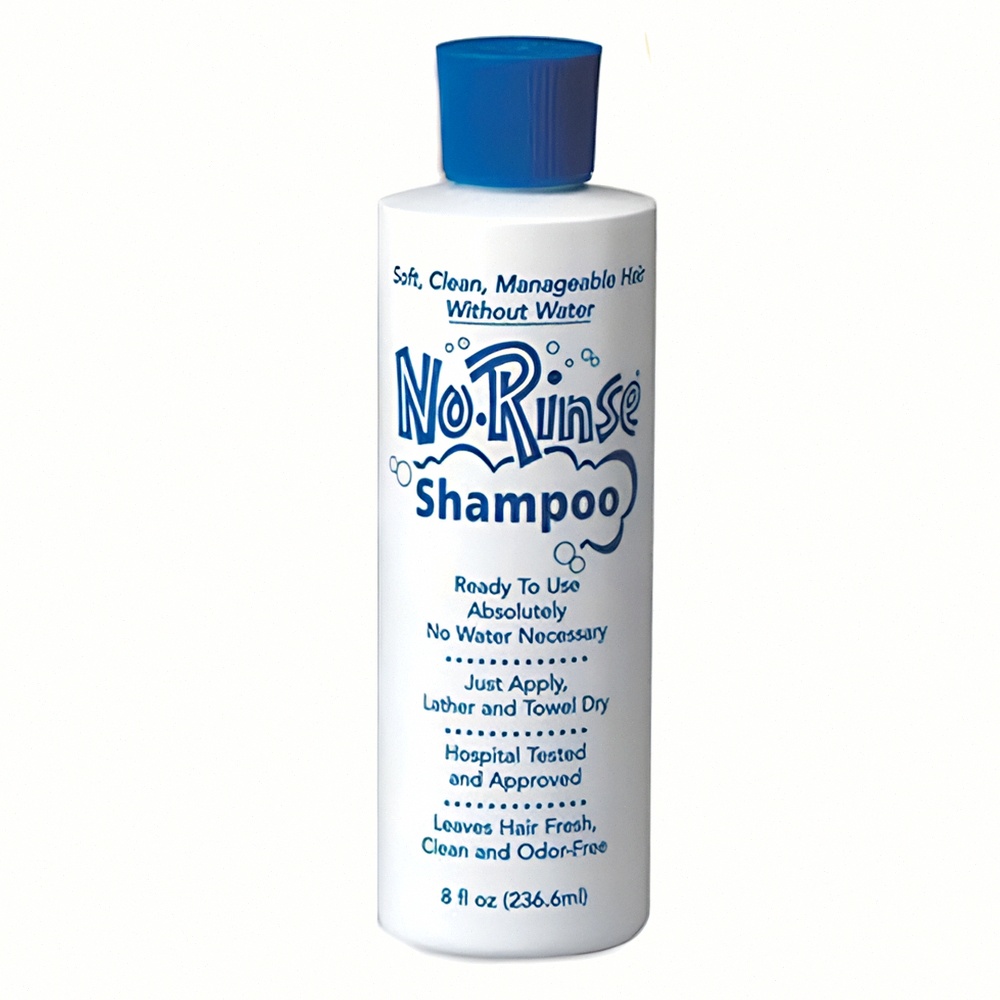 Soft, Clean, Manageable Hair
Without Water
No·Rinse
Shampoo
Ready To Use
Absolutely
No Water Necessary
Just Apply,
Lather and Towel Dry
Hospital Tested
and Approved
Leaves Hair Fresh,
Clean and Odor-Free
8 fl oz (236.6ml)